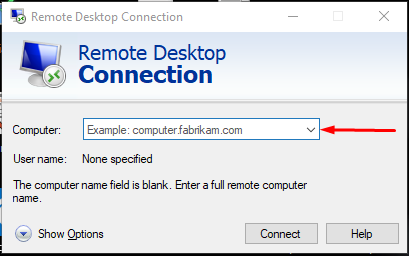 Remote Desktop Connection
Remote Desktop
Connection
Computer: Example: computer.fabrikam.com
User name: None specified
The computer name field is blank. Enter a full remote computer
name.
Show Options Connect Help